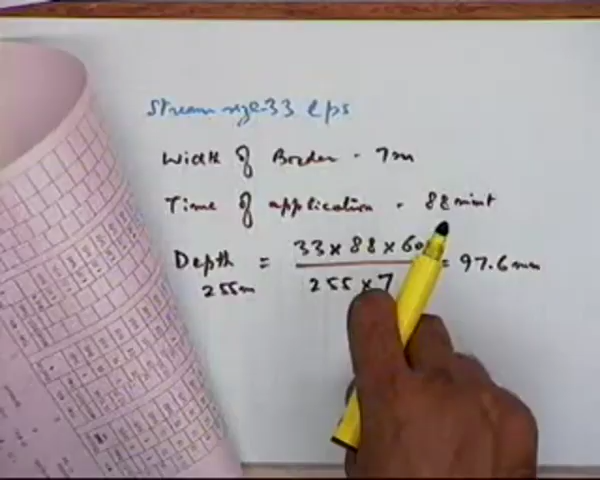 Stream size 33 lps
Width of Border - 7m
Time of application - 88 mint
Depth = 33 x 88 x 60 / 255 x 7 = 97.6 mm
255m